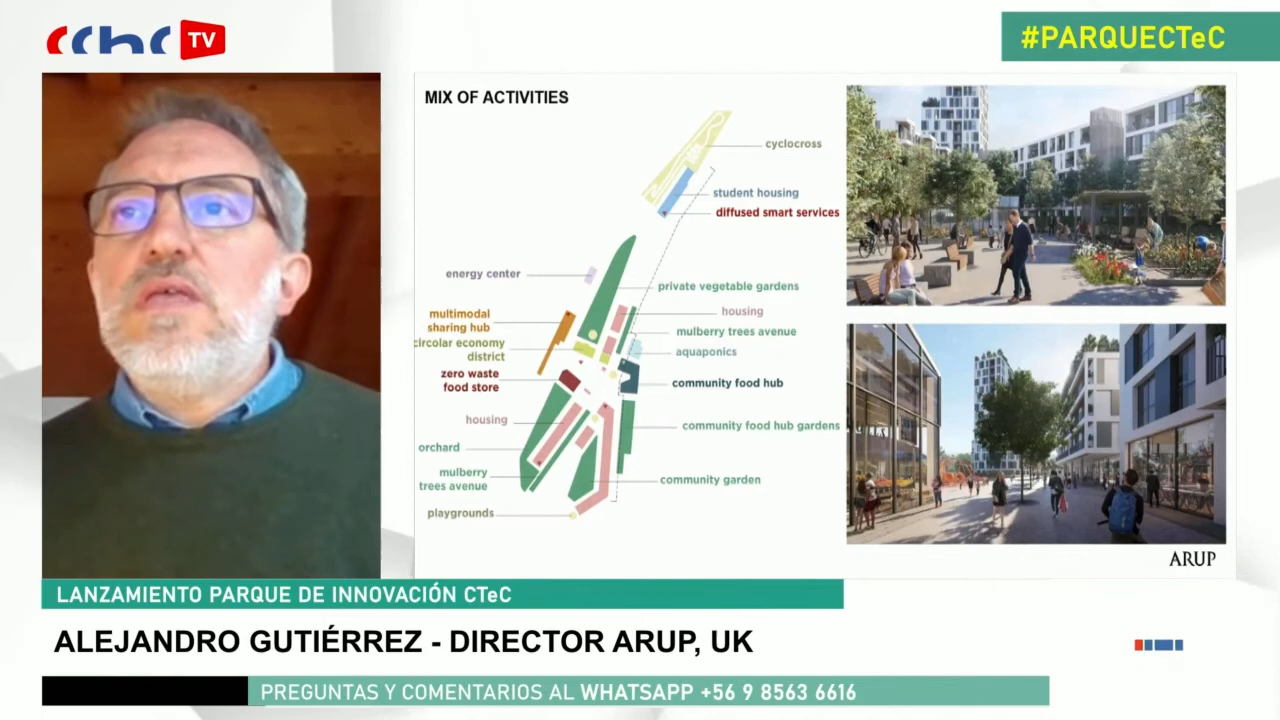 cchc TV
#PARQUECTeC
MIX OF ACTIVITIES
cyclocross
student housing
diffused smart services
energy center
private vegetable gardens
multimodal
sharing hub
housing
mulberry trees avenue
circolar economy
district
aquaponics
zero waste
food store
community food hub
housing
community food hub gardens
orchard
mulberry
trees avenue
community garden
playgrounds
ARUP
LANZAMIENTO PARQUE DE INNOVACIÓN CTeC
ALEJANDRO GUTIÉRREZ - DIRECTOR ARUP, UK
PREGUNTAS Y COMENTARIOS AL WHATSAPP +56 9 8563 6616